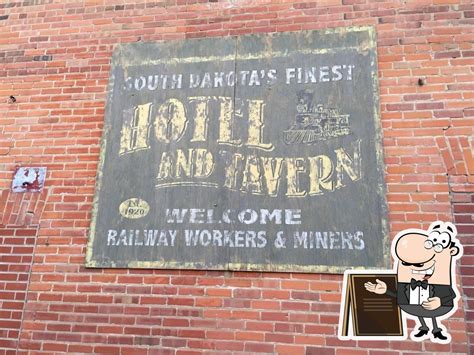 SOUTH DAKOTA'S FINEST
HOTEL
AND TAVERN
EST.
1920
WELCOME
RAILWAY WORKERS & MINERS